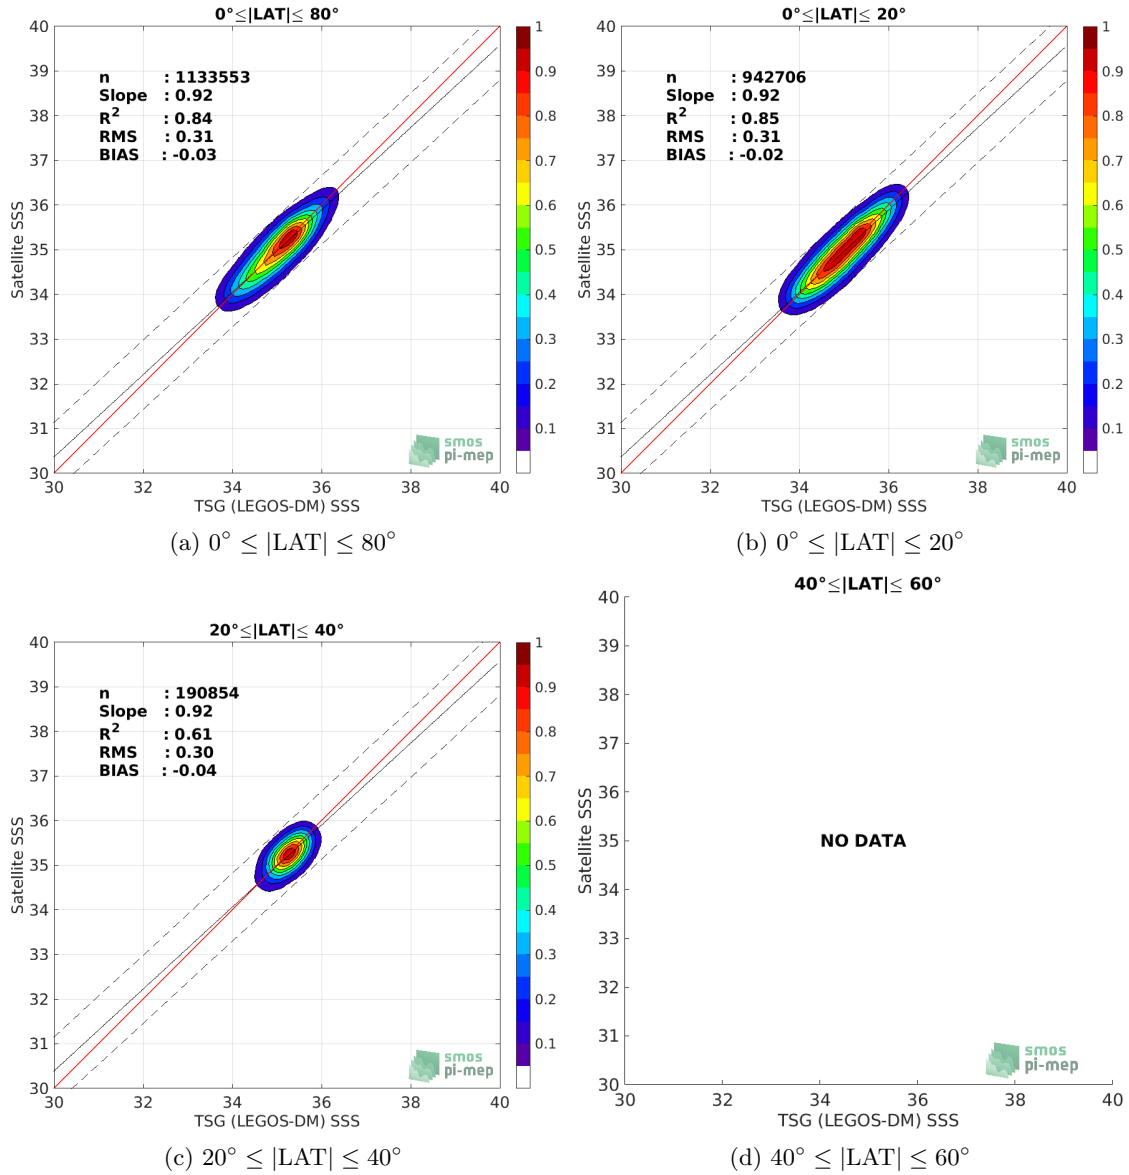 0°≤|LAT|≤ 80°
40
39
38
37
36
35
34
33
32
31
30
Satellite SSS
n : 1133553
Slope : 0.92
R2 : 0.84
RMS : 0.31
BIAS : -0.03
smos
pi-mep
30 32 34 36 38 40
TSG (LEGOS-DM) SSS
1
0.9
0.8
0.7
0.6
0.5
0.4
0.3
0.2
0.1
(a) 0° ≤ |LAT| ≤ 80°
0°≤|LAT|≤ 20°
40
39
38
37
36
35
34
33
32
31
30
Satellite SSS
n : 942706
Slope : 0.92
R2 : 0.85
RMS : 0.31
BIAS : -0.02
smos
pi-mep
30 32 34 36 38 40
TSG (LEGOS-DM) SSS
1
0.9
0.8
0.7
0.6
0.5
0.4
0.3
0.2
0.1
(b) 0° ≤ |LAT| ≤ 20°
20°≤|LAT|≤ 40°
40
39
38
37
36
35
34
33
32
31
30
Satellite SSS
n : 190854
Slope : 0.92
R2 : 0.61
RMS : 0.30
BIAS : -0.04
smos
pi-mep
30 32 34 36 38 40
TSG (LEGOS-DM) SSS
1
0.9
0.8
0.7
0.6
0.5
0.4
0.3
0.2
0.1
(c) 20° ≤ |LAT| ≤ 40°
40°≤|LAT|≤ 60°
40
39
38
37
36
35
34
33
32
31
30
Satellite SSS
NO DATA
smos
pi-mep
30 32 34 36 38 40
TSG (LEGOS-DM) SSS
(d) 40° ≤ |LAT| ≤ 60°